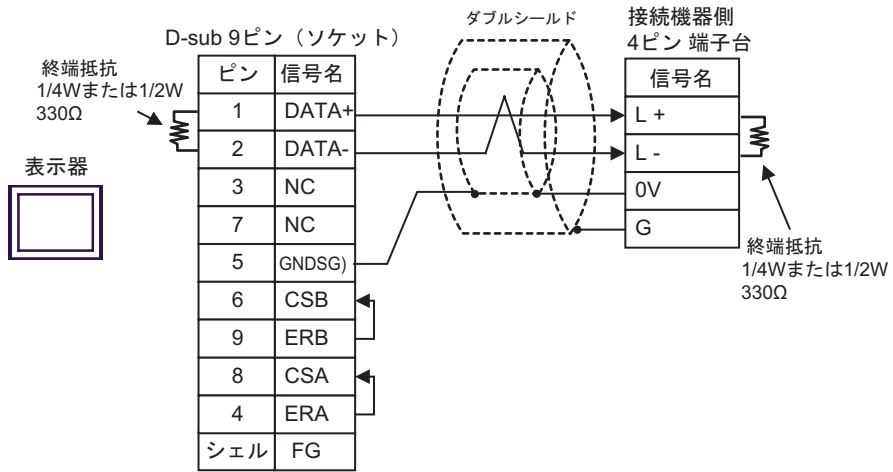 ダブルシールド
D-sub 9ピン（ソケット）
接続機器側
4ピン 端子台
終端抵抗
1/4Wまたは1/2W
330Ω
表示器
ピン 信号名
1 DATA+
2 DATA-
3 NC
7 NC
5 GNDSG)
6 CSB
9 ERB
8 CSA
4 ERA
シェル FG
信号名
L +
L -
0V
G
終端抵抗
1/4Wまたは1/2W
330Ω